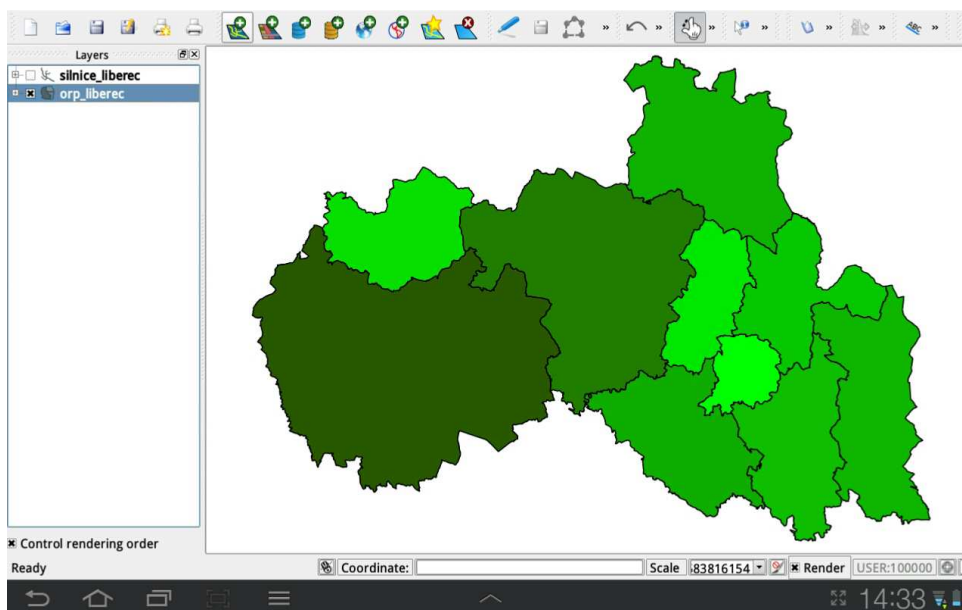 Layers
silnice_liberec
orp_liberec
Control rendering order
Ready
Coordinate:
Scale
83816154
Render
USER:100000
14:33